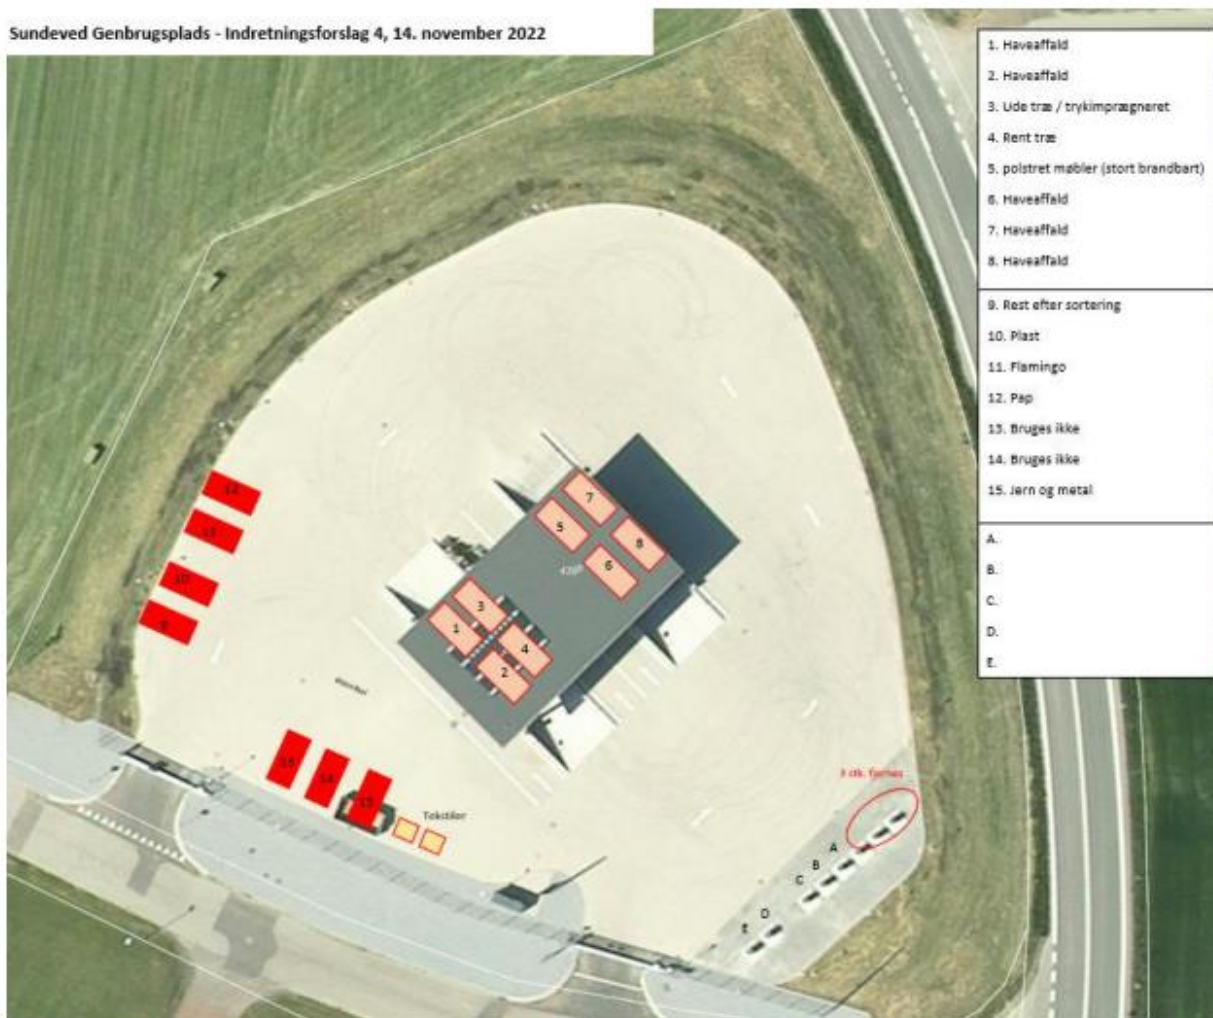 Sundeved Genbrugsplads - Indretningsforslag 4, 14. november 2022
1. Haveaffald
2. Haveaffald
3. Ude træ / trykimprægneret
4. Rent træ
5. polstret møbler (stort brandbart)
6. Haveaffald
7. Haveaffald
8. Haveaffald
9. Rest efter sortering
10. Plast
11. Flamingo
12. Pap
13. Bruges ikke
14. Bruges ikke
15. Jern og metal
A.
B.
C.
D.
E.
7
5
8
6
3
1
4
2
10
9
14
15
Tekstiler
3 stk. fjernes
A
B
C
D
E